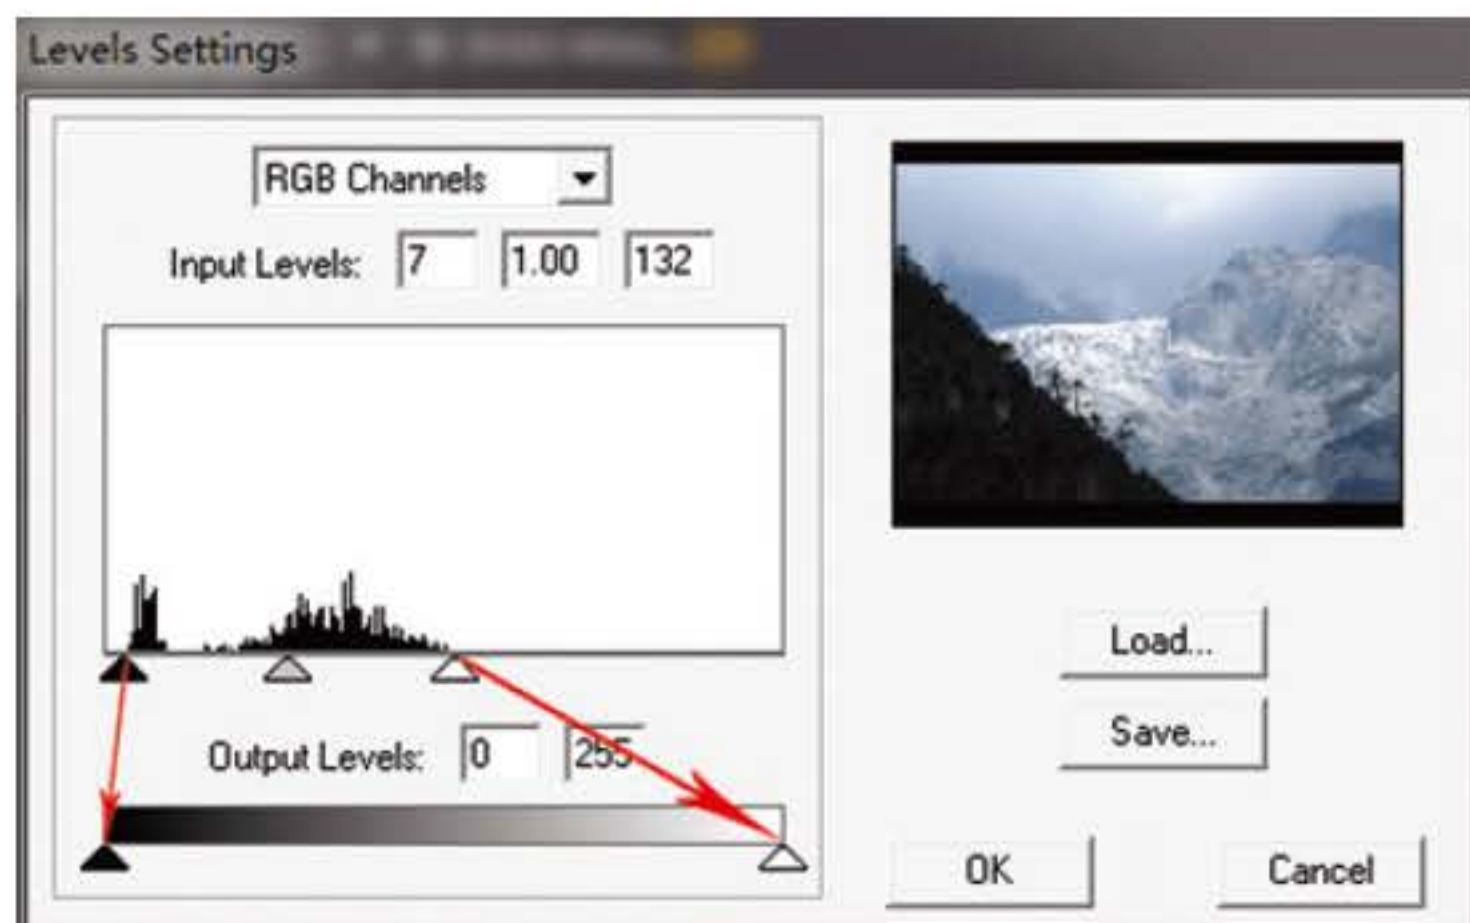 Levels Settings
RGB Channels
Input Levels: 7 1.00 132
Output Levels: 0 255
Load...
Save...
OK
Cancel